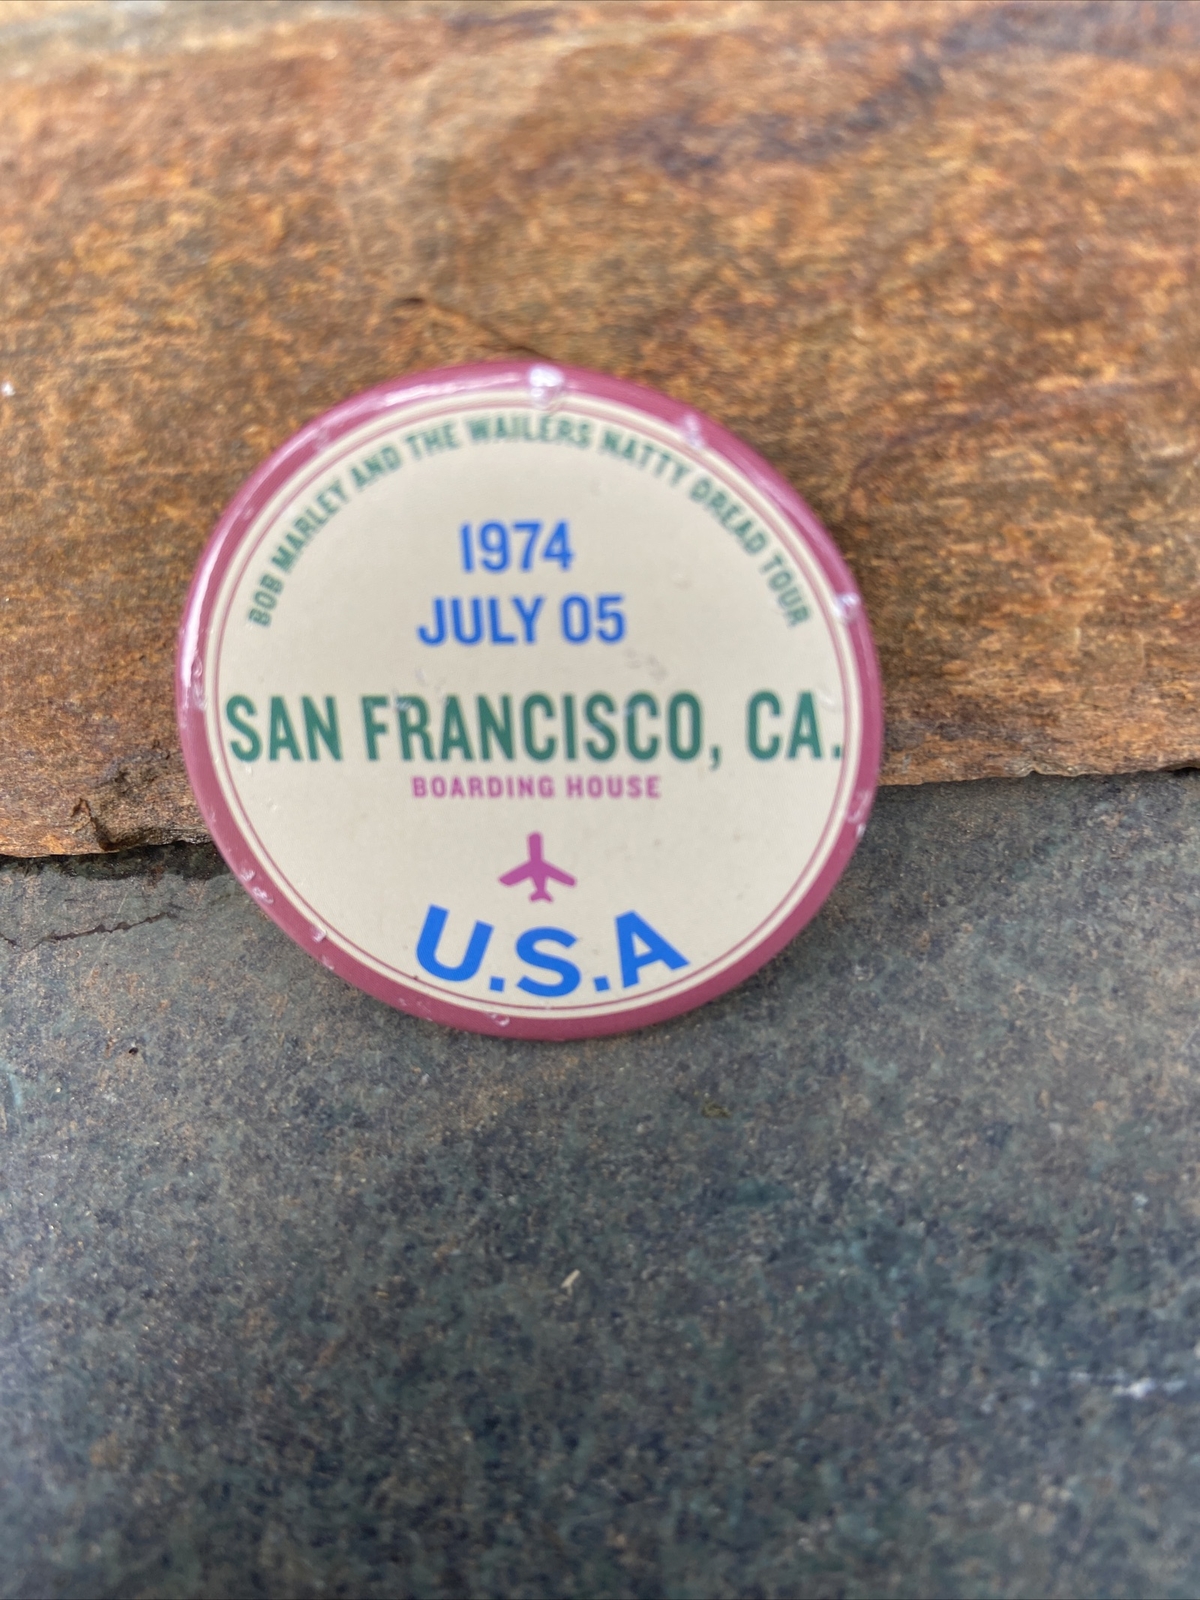 BOB MARLEY AND THE WAILERS NATTY DREAD TOUR
1974
JULY 05
SAN FRANCISCO, CA.
BOARDING HOUSE
U.S.A